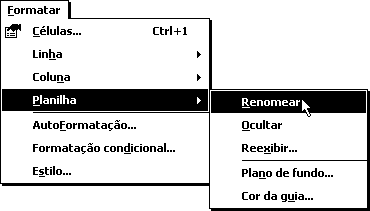 Formatar
Células... Ctrl+1
Linha
Coluna
Planilha
AutoFormatação...
Formatação condicional...
Estilo...
Renomear
Ocultar
Reexibir...
Plano de fundo...
Cor da guia...